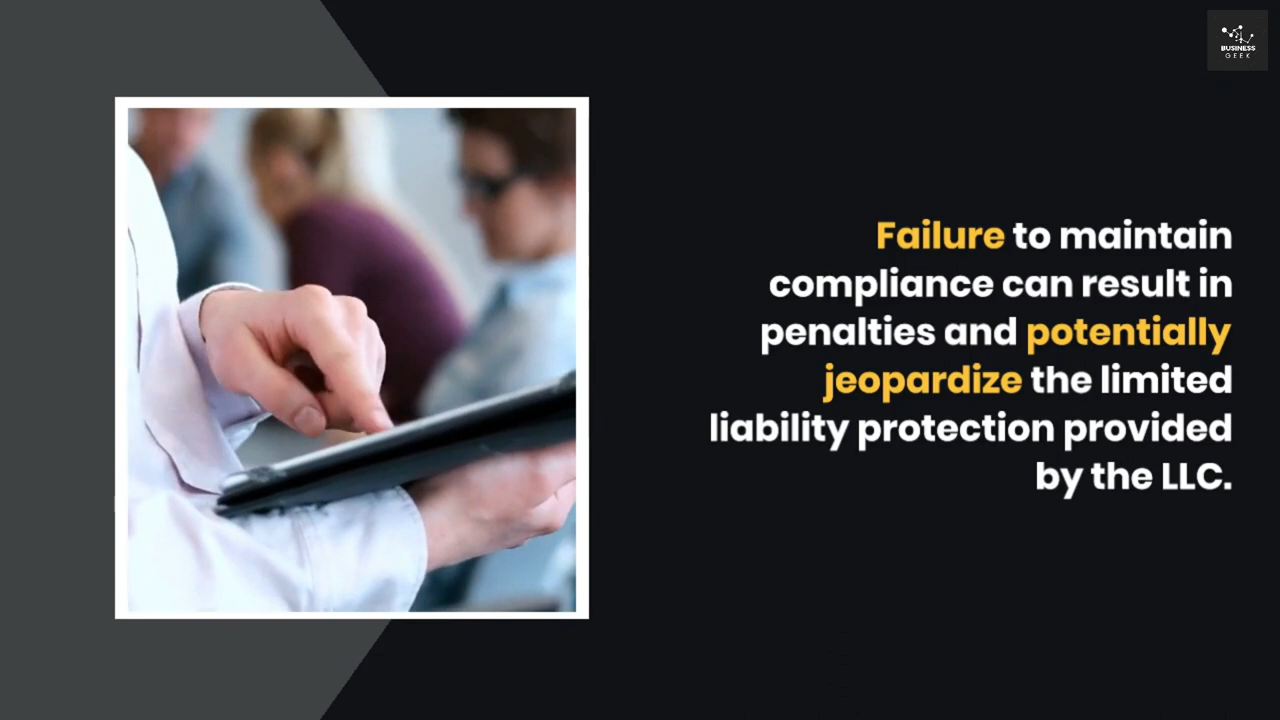 BUSINESS
GEEK
Failure to maintain
compliance can result in
penalties and potentially
jeopardize the limited
liability protection provided
by the LLC.